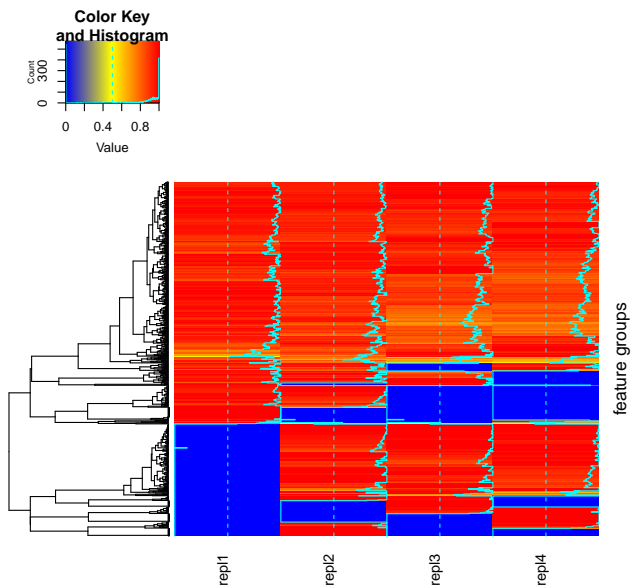 Color Key
and Histogram
Count
0 300
0 0.4 0.8
Value
feature groups
repl1 repl2 repl3 repl4